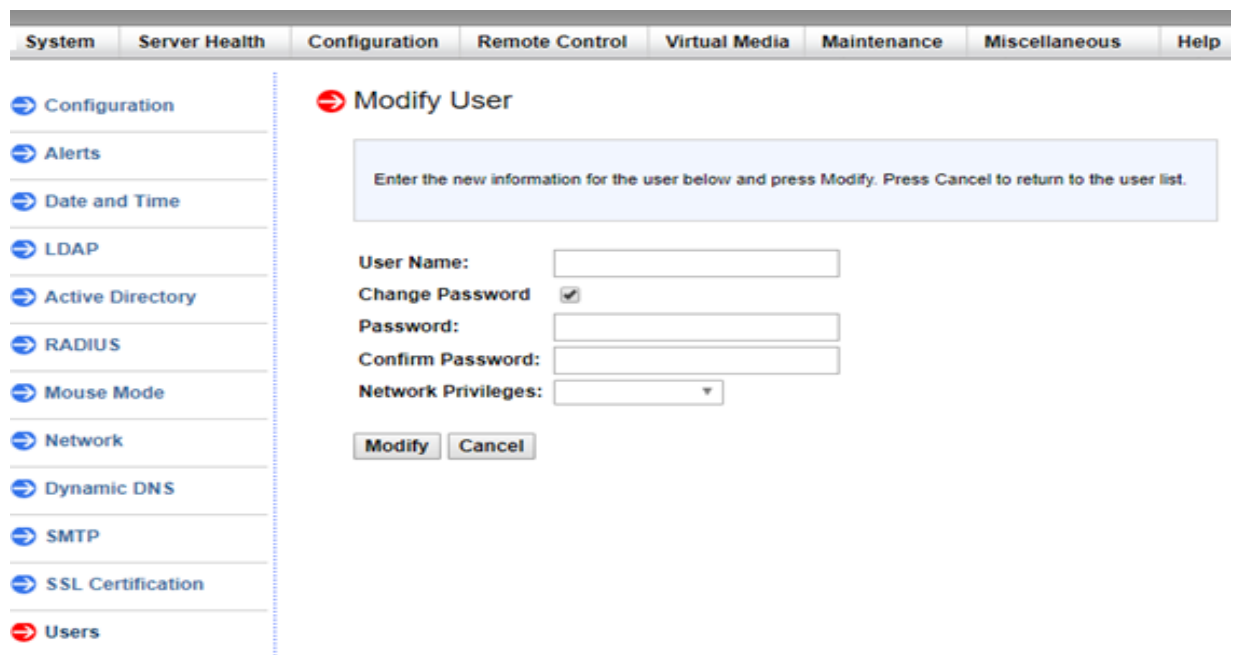 System Server Health Configuration Remote Control Virtual Media Maintenance Miscellaneous Help
Configuration
Alerts
Date and Time
LDAP
Active Directory
RADIUS
Mouse Mode
Network
Dynamic DNS
SMTP
SSL Certification
Users
Modify User
Enter the new information for the user below and press Modify. Press Cancel to return to the user list.
User Name:
Change Password
Password:
Confirm Password:
Network Privileges:
Modify Cancel